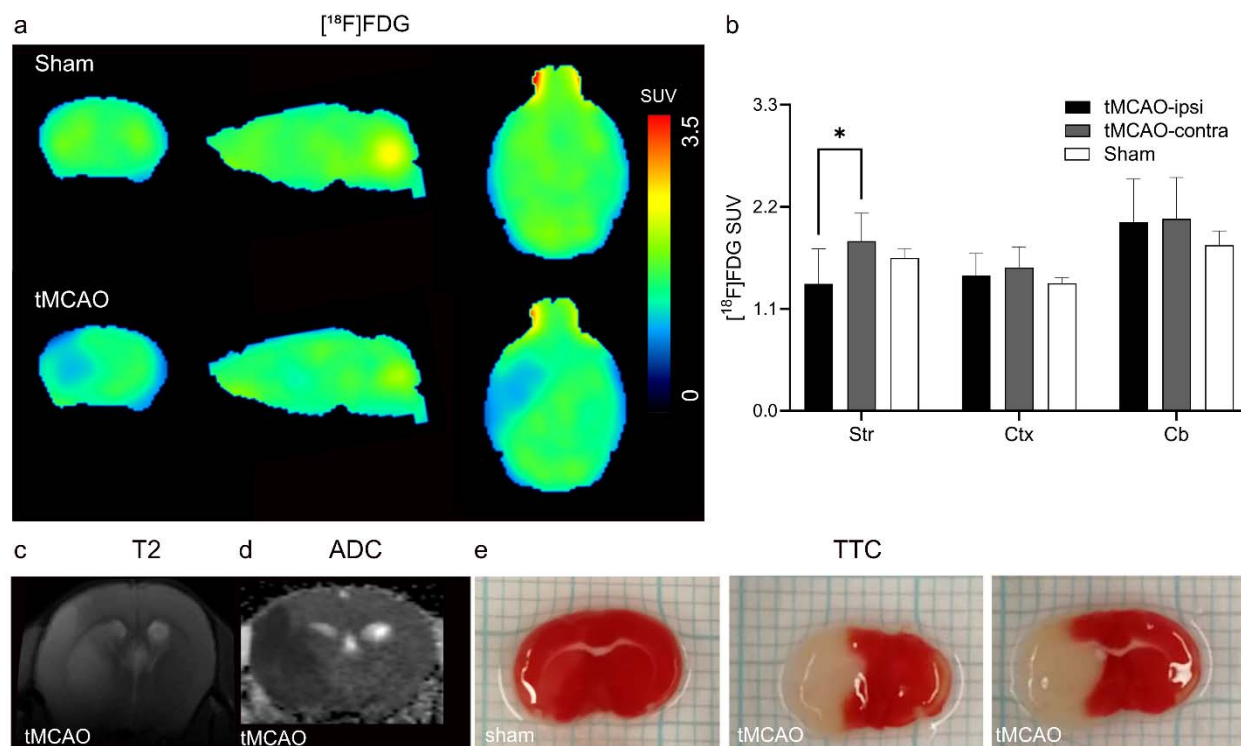 a
[¹⁸F]FDG
Sham
tMCAO
SUV
3.5
0
b
tMCAO-ipsi
tMCAO-contra
Sham
*
[¹⁸F]FDG SUV
3.3
2.2
1.1
0.0
Str
Ctx
Cb
c
T2
tMCAO
d
ADC
tMCAO
e
TTC
sham
tMCAO
tMCAO